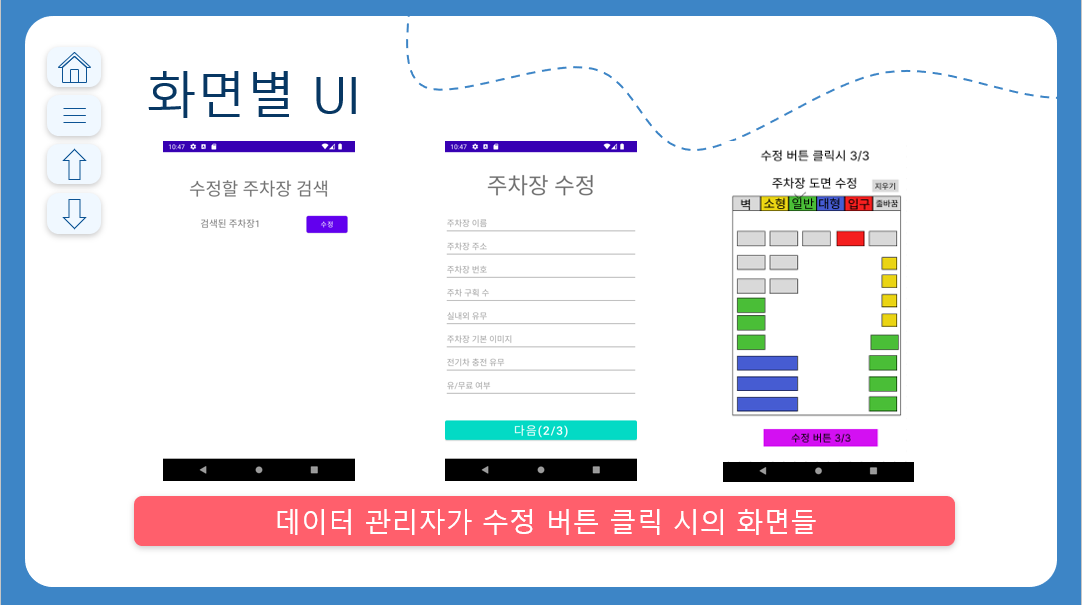 화면별 UI
10:47
수정할 주차장 검색
검색된 주차장1
수정
10:47
주차장 수정
주차장 이름
주차장 주소
주차장 번호
주차 구획 수
실내외 유무
주차장 기본 이미지
전기차 충전 유무
유/무료 여부
다음(2/3)
수정 버튼 클릭시 3/3
주차장 도면 수정
지우기
벽 소형 일반 대형 입구 줄바꿈
수정 버튼 3/3
데이터 관리자가 수정 버튼 클릭 시의 화면들